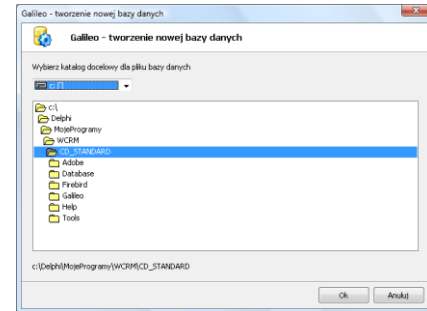 Galileo - tworzenie nowej bazy danych
Galileo - tworzenie nowej bazy danych
Wybierz katalog docelowy dla pliku bazy danych
c: []
c:\
Delphi
MojeProgramy
WCRM
CD_STANDARD
Adobe
Database
Firebird
Galileo
Help
Tools
c:\Delphi\MojeProgramy\WCRM\CD_STANDARD
Ok
Anuluj